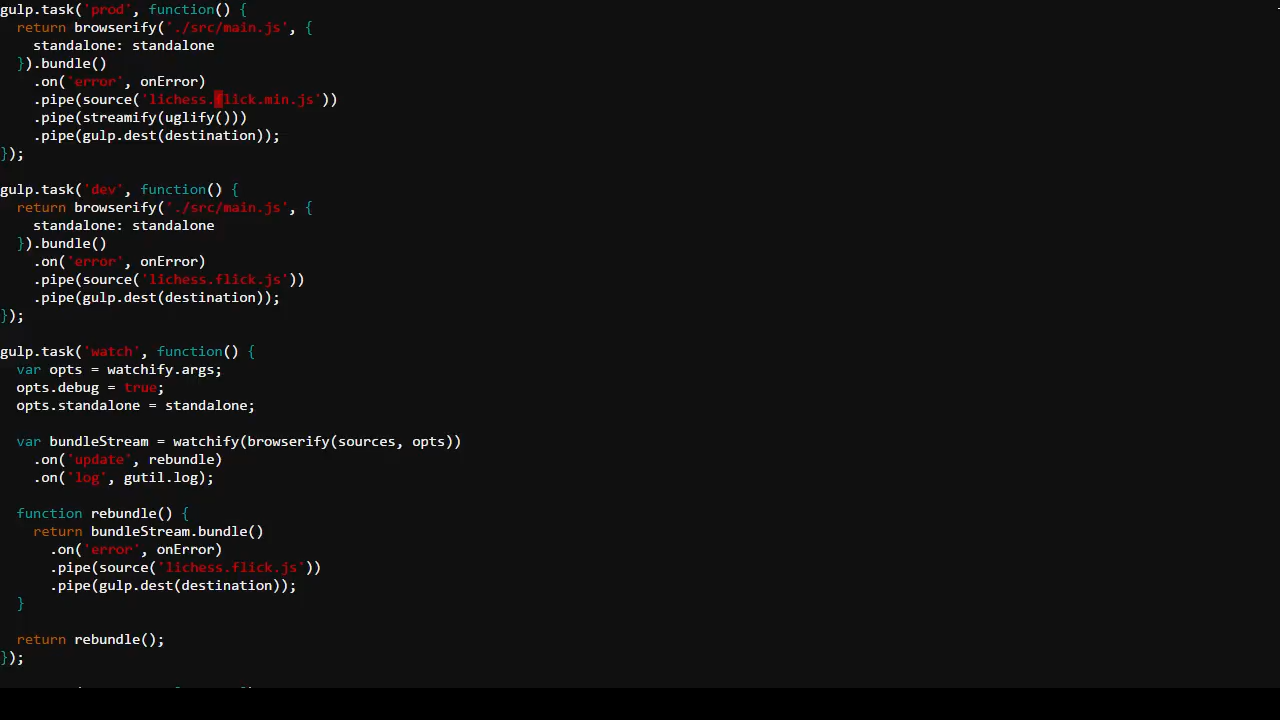 gulp.task('prod', function() {
  return browserify('./src/main.js', {
    standalone: standalone
  }).bundle()
    .on('error', onError)
    .pipe(source('lichess.flick.min.js'))
    .pipe(streamify(uglify()))
    .pipe(gulp.dest(destination));
});

gulp.task('dev', function() {
  return browserify('./src/main.js', {
    standalone: standalone
  }).bundle()
    .on('error', onError)
    .pipe(source('lichess.flick.js'))
    .pipe(gulp.dest(destination));
});

gulp.task('watch', function() {
  var opts = watchify.args;
  opts.debug = true;
  opts.standalone = standalone;

  var bundleStream = watchify(browserify(sources, opts))
    .on('update', rebundle)
    .on('log', gutil.log);

  function rebundle() {
    return bundleStream.bundle()
      .on('error', onError)
      .pipe(source('lichess.flick.js'))
      .pipe(gulp.dest(destination));
  }

  return rebundle();
});